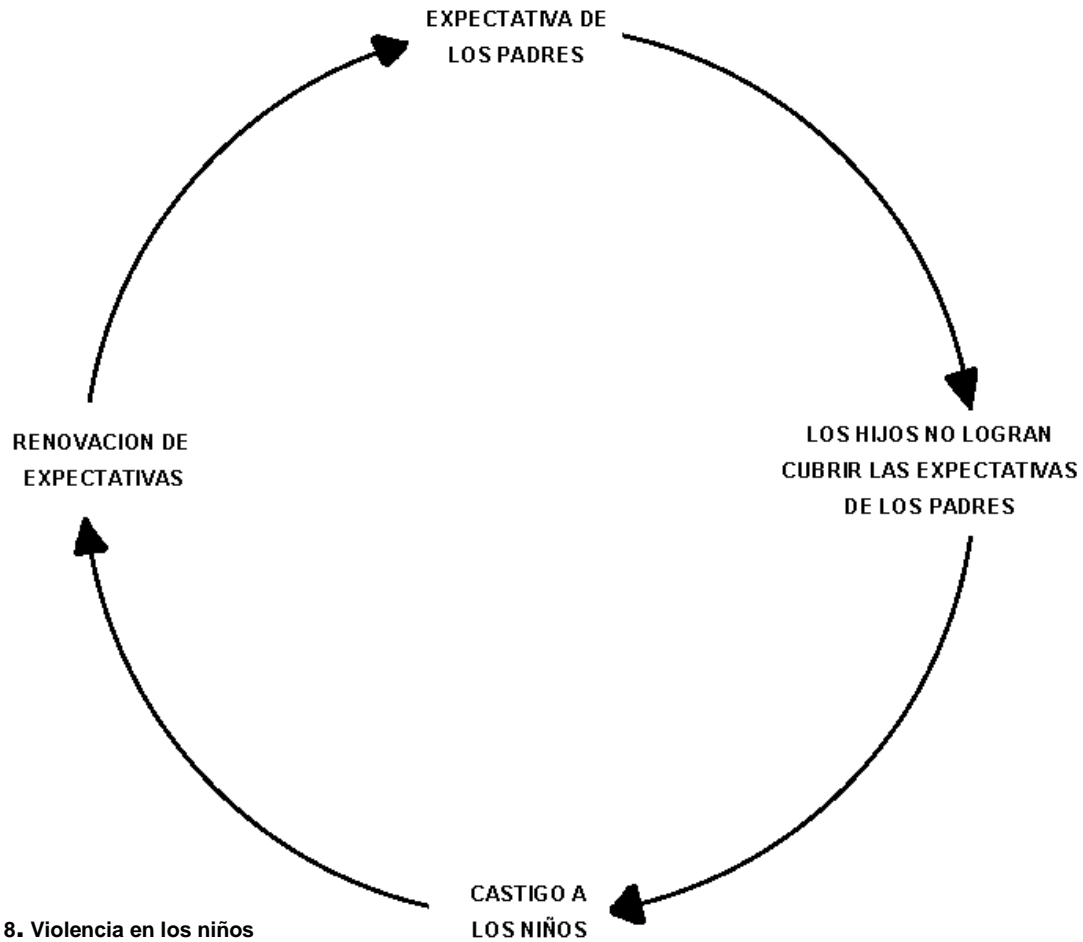 EXPECTATIVA DE
LOS PADRES
LOS HIJOS NO LOGRAN
CUBRIR LAS EXPECTATIVAS
DE LOS PADRES
RENOVACION DE
EXPECTATIVAS
CASTIGO A
LOS NIÑOS
8. Violencia en los niños